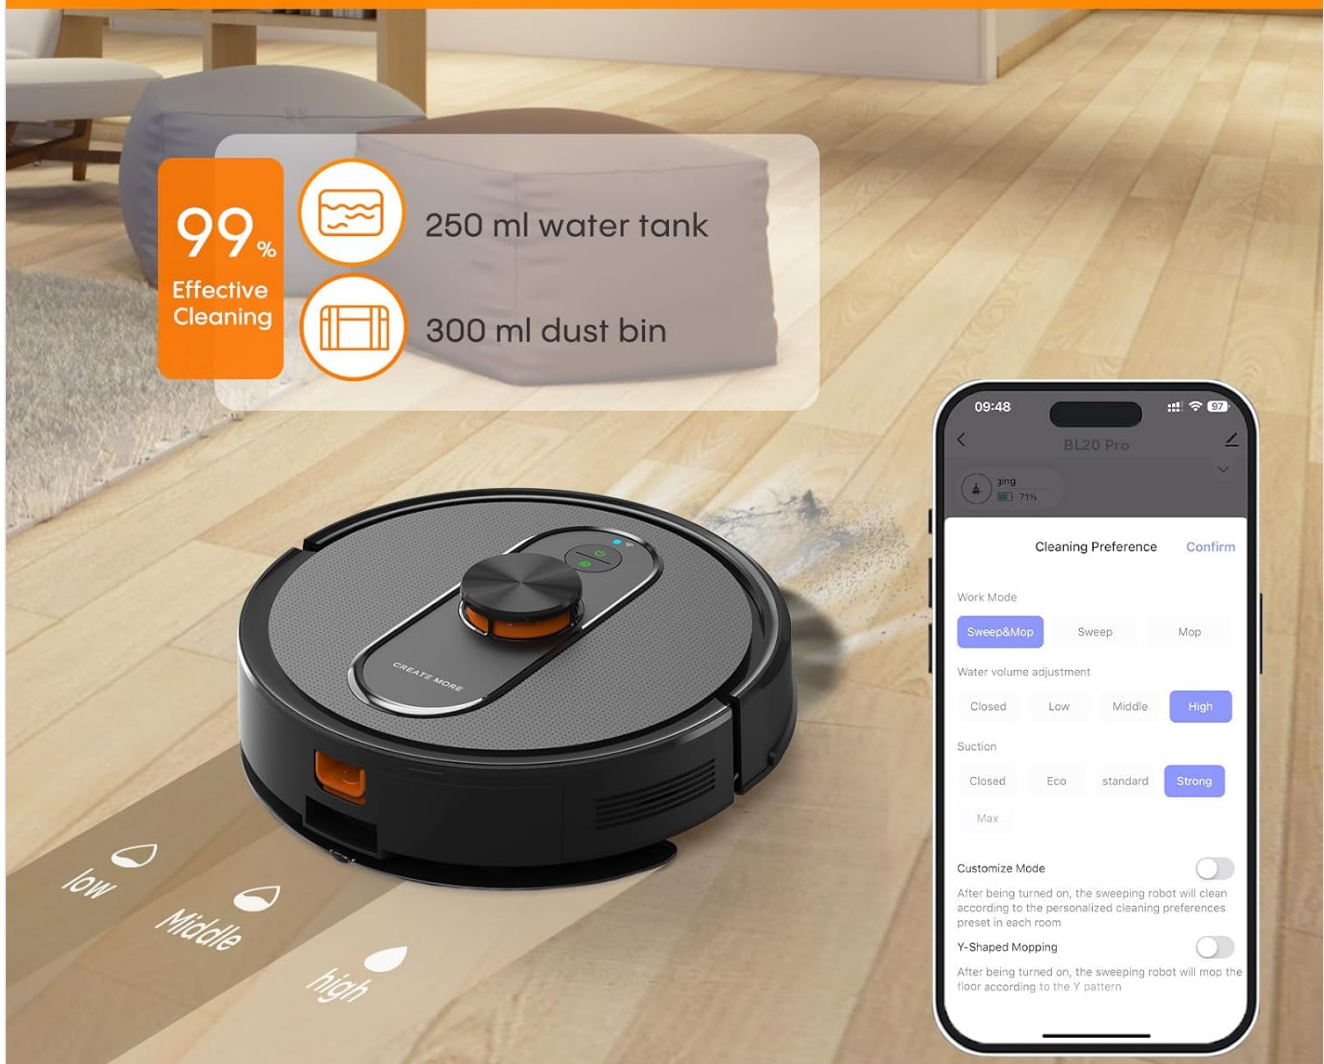 99%
Effective
Cleaning
250 ml water tank
300 ml dust bin
CREATE MORE
low
Middle
high
09:48
97
BL20 Pro
ging
71%
Cleaning Preference
Confirm
Work Mode
Sweep&Mop Sweep Mop
Water volume adjustment
Closed Low Middle High
Suction
Closed Eco standard Strong
Max
Customize Mode
After being turned on, the sweeping robot will clean
according to the personalized cleaning preferences
preset in each room
Y-Shaped Mopping
After being turned on, the sweeping robot will mop the
floor according to the Y pattern